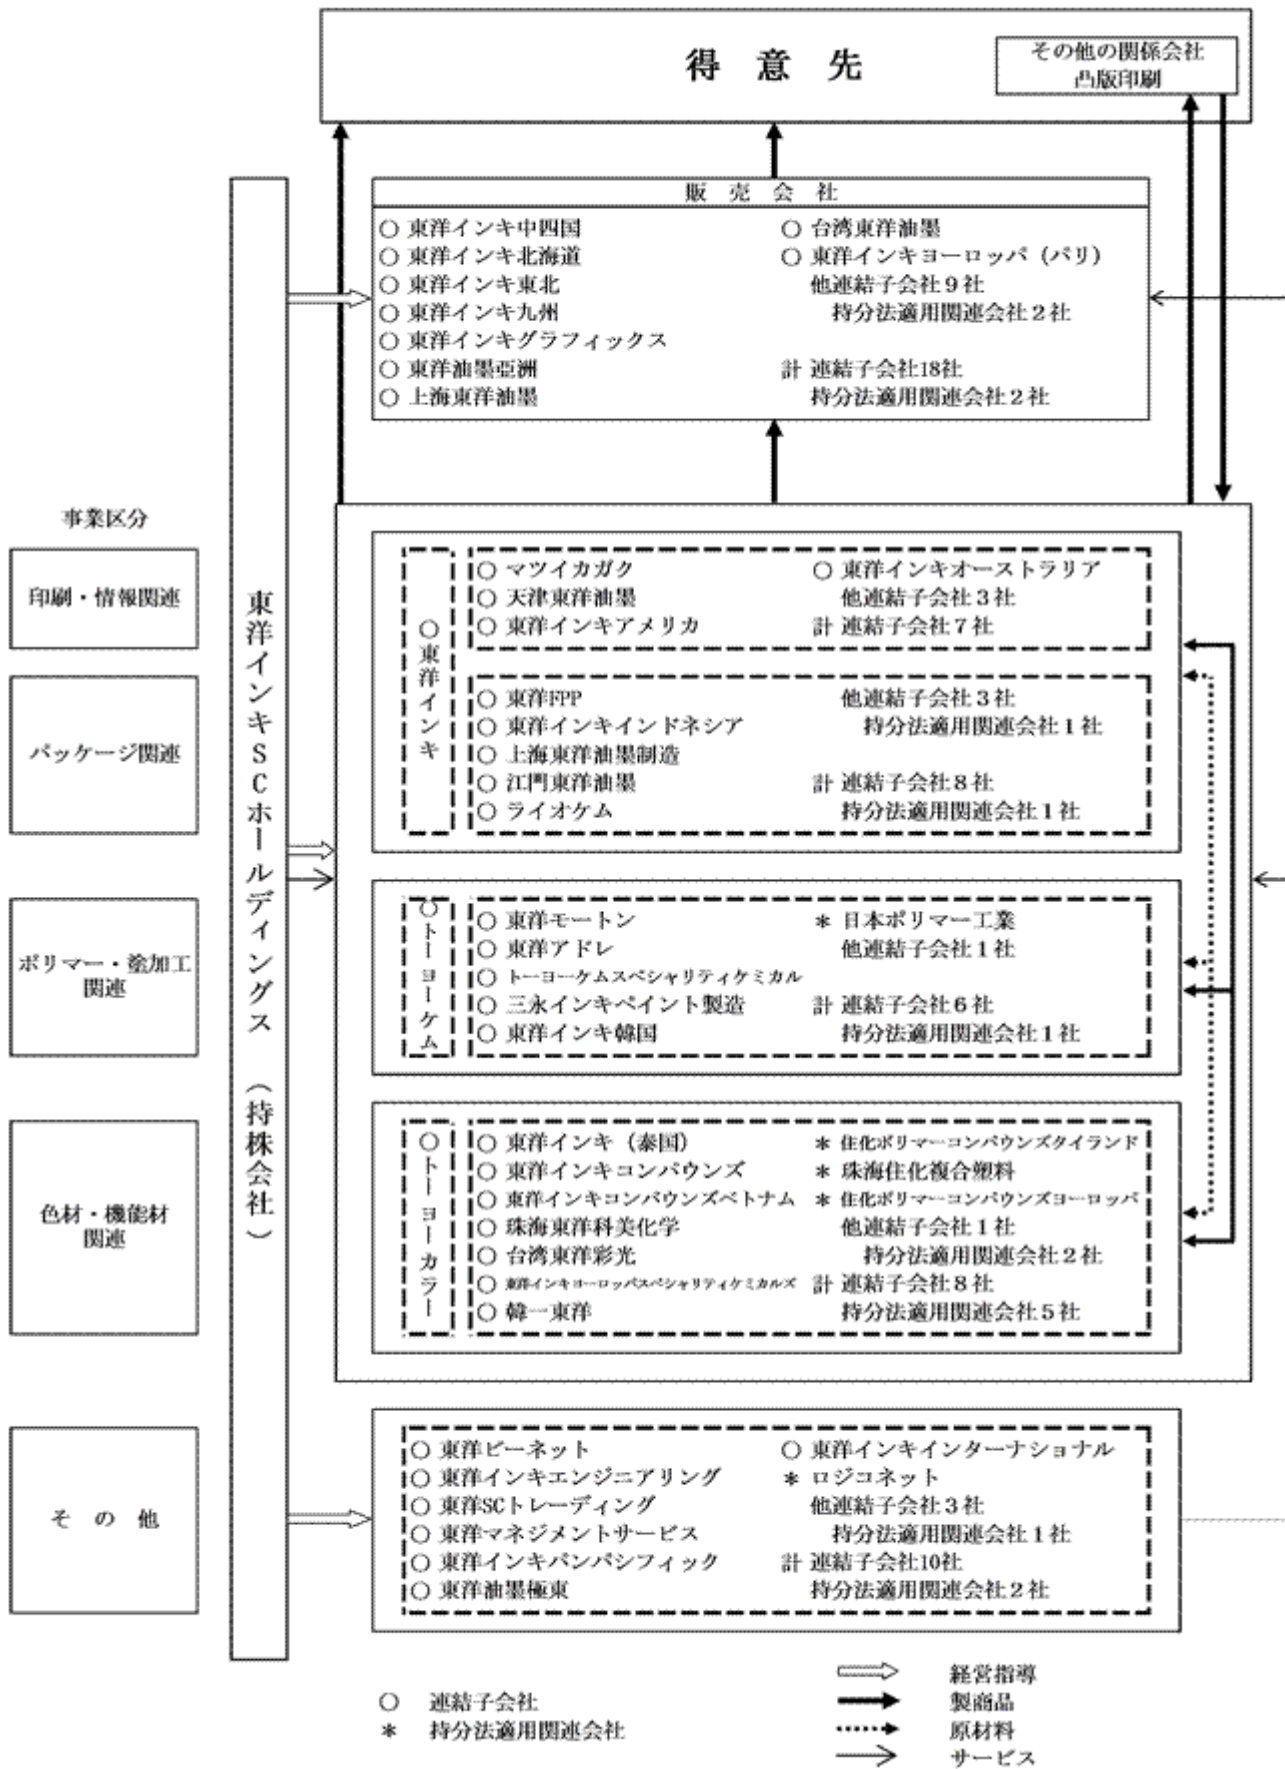 得意先
その他の関係会社
凸版印刷
販売会社
○ 東洋インキ中四国
○ 東洋インキ北海道
○ 東洋インキ東北
○ 東洋インキ九州
○ 東洋インキグラフィックス
○ 東洋油墨亞洲
○ 上海東洋油墨
○ 台湾東洋油墨
○ 東洋インキヨーロッパ（パリ）
他連結子会社９社
持分法適用関連会社２社
計 連結子会社18社
持分法適用関連会社２社
事業区分
印刷・情報関連
パッケージ関連
ポリマー・塗加工
関連
色材・機能材
関連
その他
東洋インキＳＣホールディングス（持株会社）
○東洋インキ
○ マツイカガク
○ 天津東洋油墨
○ 東洋インキアメリカ
○ 東洋インキオーストラリア
他連結子会社３社
計 連結子会社７社
○ 東洋FPP
○ 東洋インキインドネシア
○ 上海東洋油墨制造
○ 江門東洋油墨
○ ライオケム
他連結子会社３社
持分法適用関連会社１社
計 連結子会社８社
持分法適用関連会社１社
○トーヨーケム
○ 東洋モートン
○ 東洋アドレ
○ トーヨーケムスペシャリティケミカル
○ 三永インキペイント製造
○ 東洋インキ韓国
＊ 日本ポリマー工業
他連結子会社１社
計 連結子会社６社
持分法適用関連会社１社
○トーヨーカラー
○ 東洋インキ（泰国）
○ 東洋インキコンパウンズ
○ 東洋インキコンパウンズベトナム
○ 珠海東洋科美化学
○ 台湾東洋彩光
○ 東洋インキヨーロッパスペシャリティケミカルズ
○ 韓一東洋
＊ 住化ポリマーコンパウンズタイランド
＊ 珠海住化複合塑料
＊ 住化ポリマーコンパウンズヨーロッパ
他連結子会社１社
持分法適用関連会社２社
計 連結子会社８社
持分法適用関連会社５社
○ 東洋ビーネット
○ 東洋インキエンジニアリング
○ 東洋SCトレーディング
○ 東洋マネジメントサービス
○ 東洋インキパンパシフィック
○ 東洋油墨極東
○ 東洋インキインターナショナル
＊ ロジコネット
他連結子会社３社
持分法適用関連会社１社
計 連結子会社10社
持分法適用関連会社２社
○ 連結子会社
＊ 持分法適用関連会社
経営指導
製商品
原材料
サービス